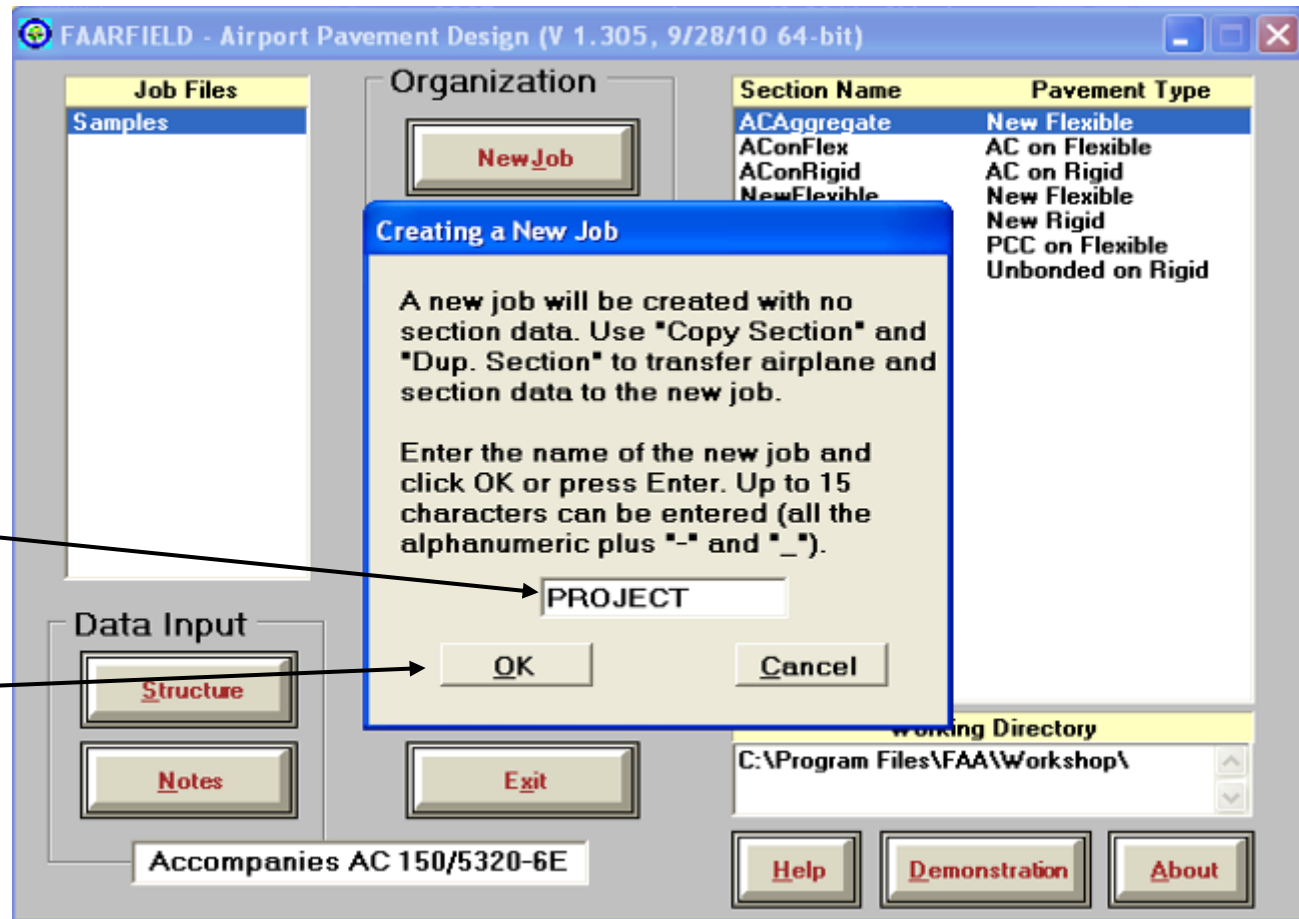 FAARFIELD - Airport Pavement Design (V 1.305, 9/28/10 64-bit)
Job Files
Samples
Organization
New Job
Section Name Pavement Type
ACAggregate New Flexible
AConFlex AC on Flexible
AConRigid AC on Rigid
NewFlexible New Flexible
New Rigid
PCC on Flexible
Unbonded on Rigid
Creating a New Job
A new job will be created with no
section data. Use "Copy Section" and
"Dup. Section" to transfer airplane and
section data to the new job.
Enter the name of the new job and
click OK or press Enter. Up to 15
characters can be entered (all the
alphanumeric plus "-" and "_").
PROJECT
OK Cancel
Data Input
Structure
Notes
Exit
Working Directory
C:\Program Files\FAA\Workshop\
Accompanies AC 150/5320-6E
Help Demonstration About